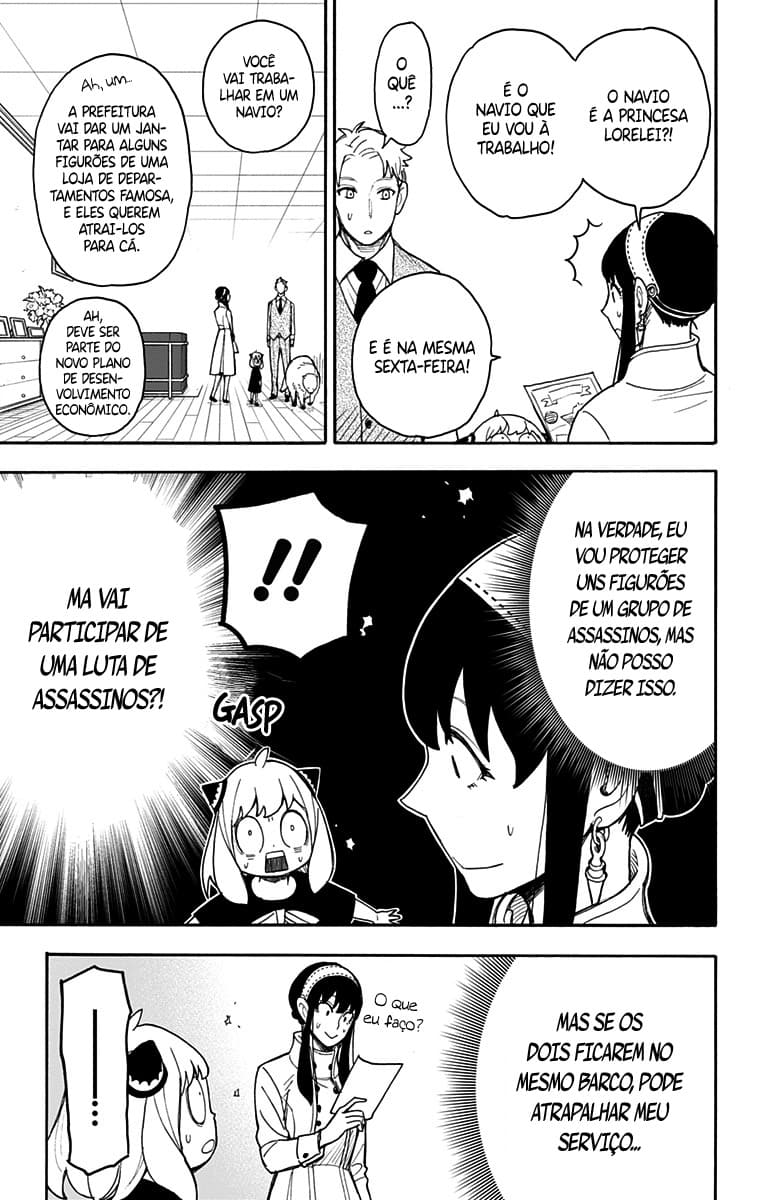 O NAVIO
É A PRINCESA
LORELEI?!
É O
NAVIO QUE
EU VOU À
TRABALHO!
O
QUÊ
...?
E É NA MESMA
SEXTA-FEIRA!
VOCÊ
VAI TRABA-
LHAR EM UM
NAVIO?
Ah, um...
A PREFEITURA
VAI DAR UM JAN-
TAR PARA ALGUNS
FIGURÕES DE UMA
LOJA DE DEPAR-
TAMENTOS FAMOSA,
E ELES QUEREM
ATRAI-LOS
PARA CÁ.
AH,
DEVE SER
PARTE DO
NOVO PLANO
DE DESEN-
VOLVIMENTO
ECONÔMICO.
NA VERDADE, EU
VOU PROTEGER
UNS FIGURÕES
DE UM GRUPO DE
ASSASSINOS, MAS
NÃO POSSO
DIZER ISSO.
!!
GASP
MA VAI
PARTICIPAR DE
UMA LUTA DE
ASSASSINOS?!
MAS SE OS
DOIS FICAREM NO
MESMO BARCO, PODE
ATRAPALHAR MEU
SERVIÇO...
O que
eu faço?